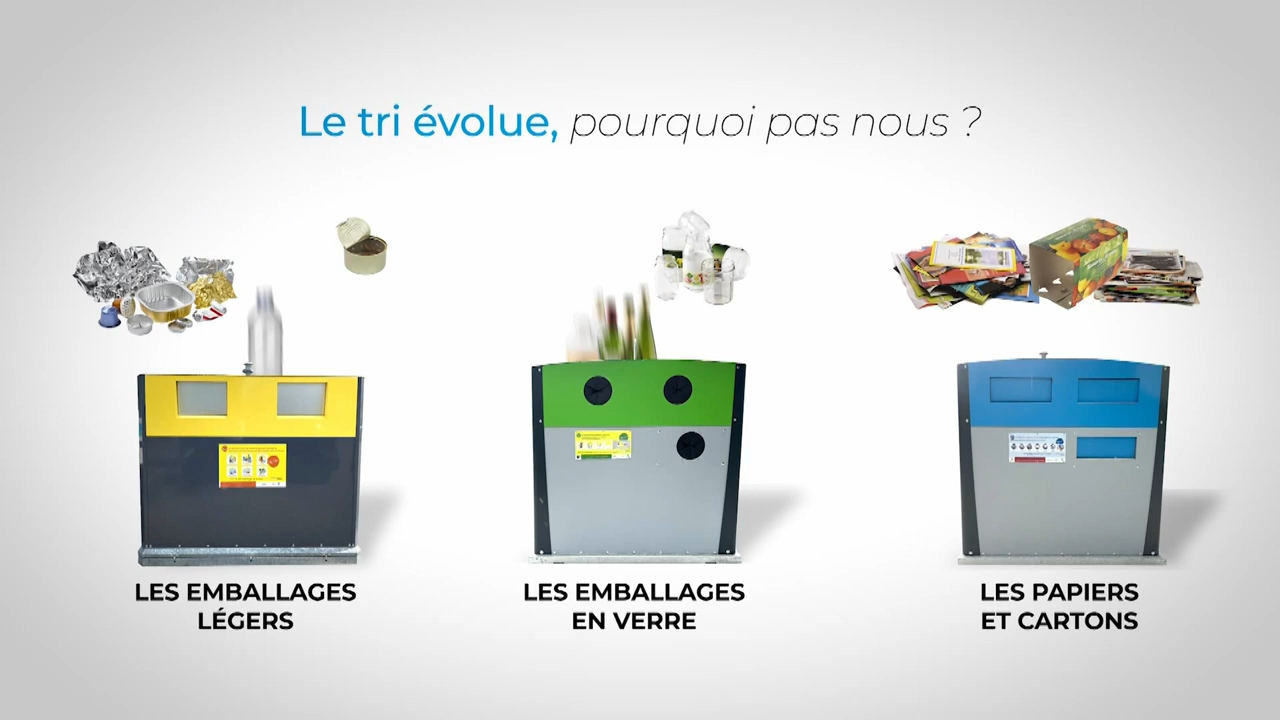 Le tri évolue, pourquoi pas nous ?
LES EMBALLAGES
LÉGERS
LES EMBALLAGES
EN VERRE
LES PAPIERS
ET CARTONS